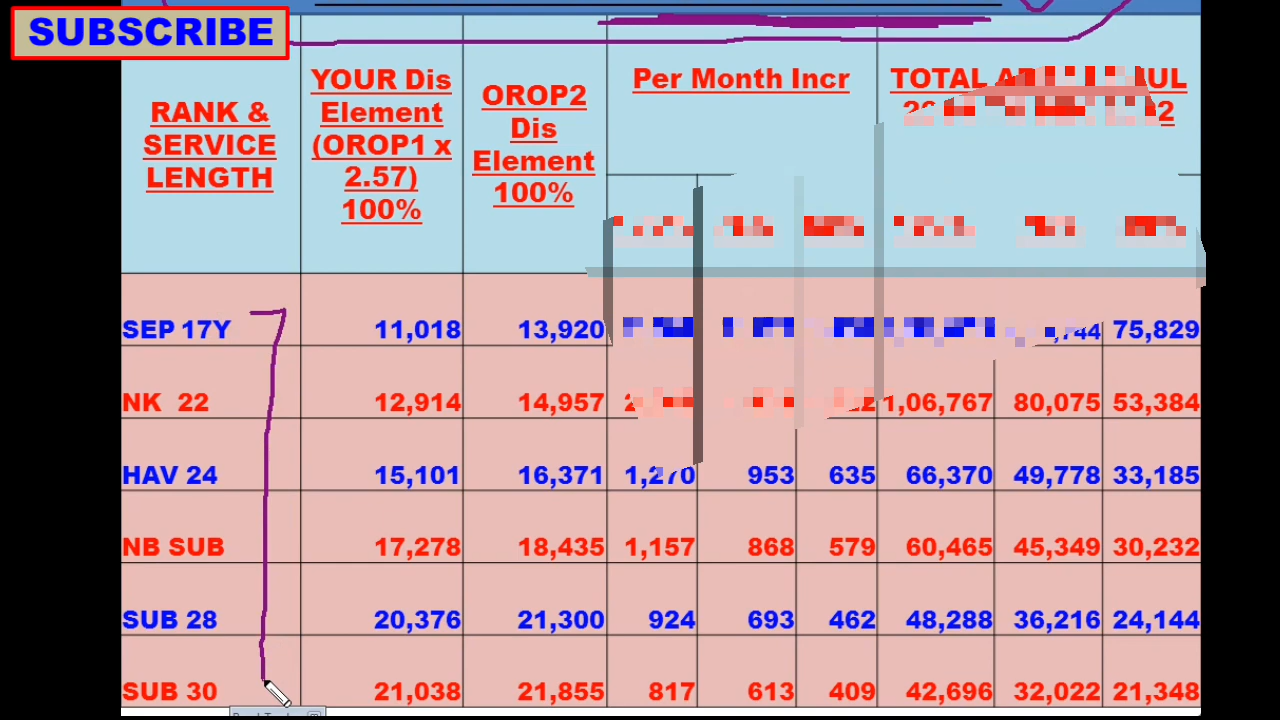 SUBSCRIBE
RANK &
SERVICE
LENGTH
YOUR Dis
Element
(OROP1 x
2.57)
100%
OROP2
Dis
Element
100%
Per Month Incr
TOTAL
SEP 17Y 11,018 13,920 75,829
NK 22 12,914 14,957 1,06,767 80,075 53,384
HAV 24 15,101 16,371 1,270 953 635 66,370 49,778 33,185
NB SUB 17,278 18,435 1,157 868 579 60,465 45,349 30,232
SUB 28 20,376 21,300 924 693 462 48,288 36,216 24,144
SUB 30 21,038 21,855 817 613 409 42,696 32,022 21,348